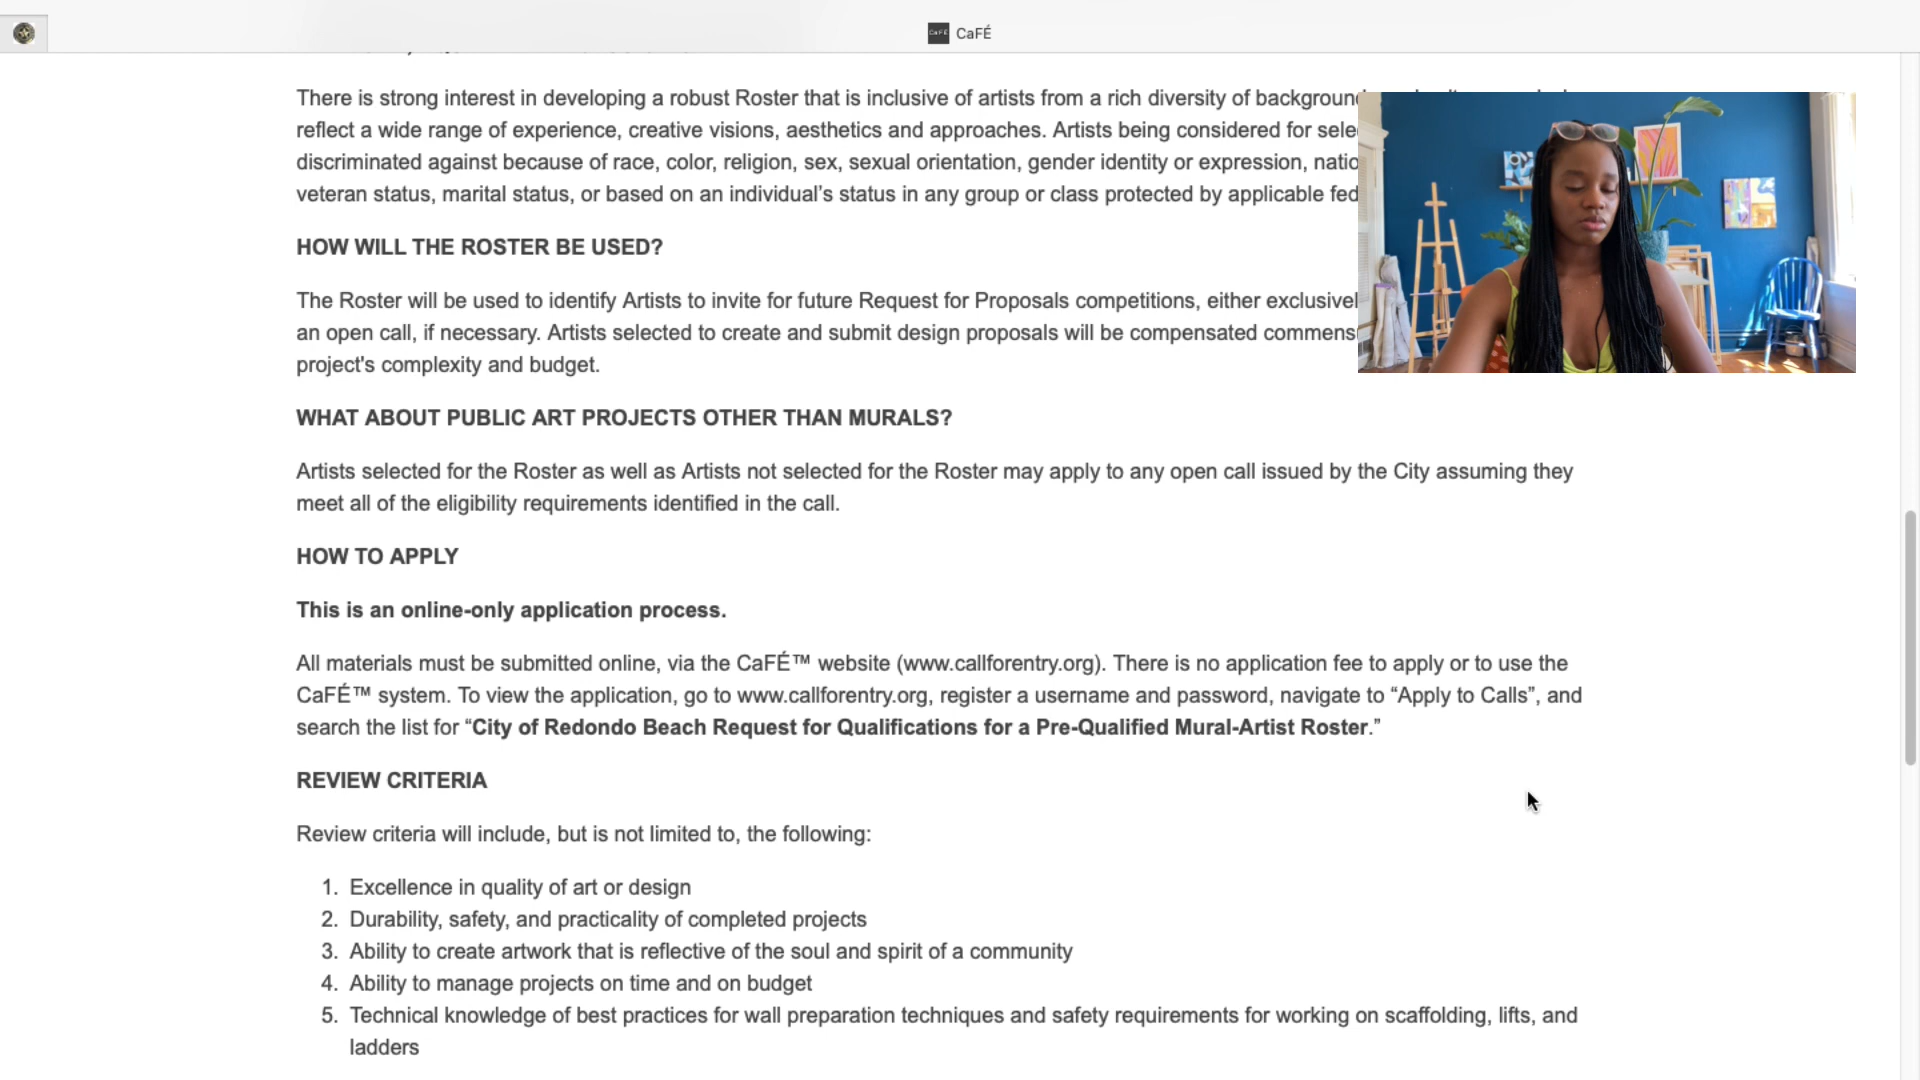 CaFÉ
There is strong interest in developing a robust Roster that is inclusive of artists from a rich diversity of
reflect a wide range of experience, creative visions, aesthetics and approaches. Artists being considered for
discriminated against because of race, color, religion, sex, sexual orientation, gender identity or expression,
veteran status, marital status, or based on an individual’s status in any group or class protected by applicable
HOW WILL THE ROSTER BE USED?
The Roster will be used to identify Artists to invite for future Request for Proposals competitions, either
an open call, if necessary. Artists selected to create and submit design proposals will be compensated
project's complexity and budget.
WHAT ABOUT PUBLIC ART PROJECTS OTHER THAN MURALS?
Artists selected for the Roster as well as Artists not selected for the Roster may apply to any open call issued by the City assuming they
meet all of the eligibility requirements identified in the call.
HOW TO APPLY
This is an online-only application process.
All materials must be submitted online, via the CaFÉ™ website (www.callforentry.org). There is no application fee to apply or to use the
CaFÉ™ system. To view the application, go to www.callforentry.org, register a username and password, navigate to “Apply to Calls”, and
search the list for “City of Redondo Beach Request for Qualifications for a Pre-Qualified Mural-Artist Roster.”
REVIEW CRITERIA
Review criteria will include, but is not limited to, the following:
1. Excellence in quality of art or design
2. Durability, safety, and practicality of completed projects
3. Ability to create artwork that is reflective of the soul and spirit of a community
4. Ability to manage projects on time and on budget
5. Technical knowledge of best practices for wall preparation techniques and safety requirements for working on scaffolding, lifts, and
ladders